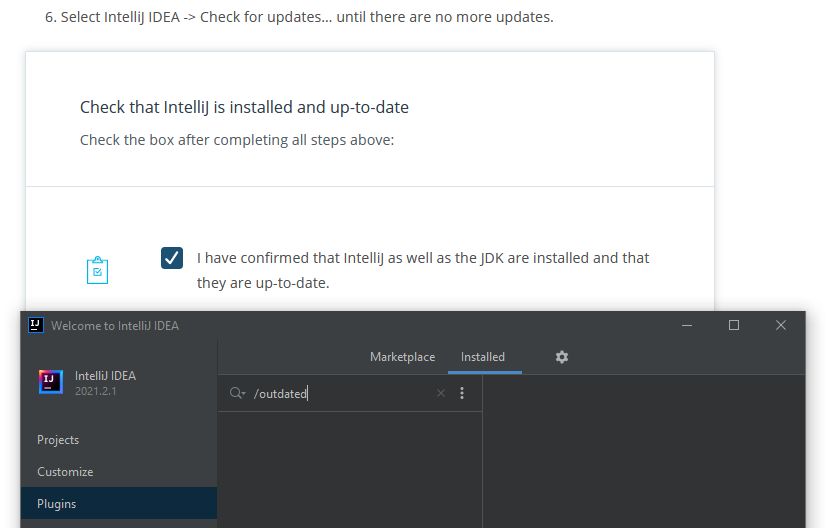 6. Select IntelliJ IDEA -> Check for updates... until there are no more updates.
Check that IntelliJ is installed and up-to-date
Check the box after completing all steps above:
I have confirmed that IntelliJ as well as the JDK are installed and that
they are up-to-date.
IJ Welcome to IntelliJ IDEA
Marketplace Installed
IJ IntelliJ IDEA
2021.2.1
/outdated
Projects
Customize
Plugins